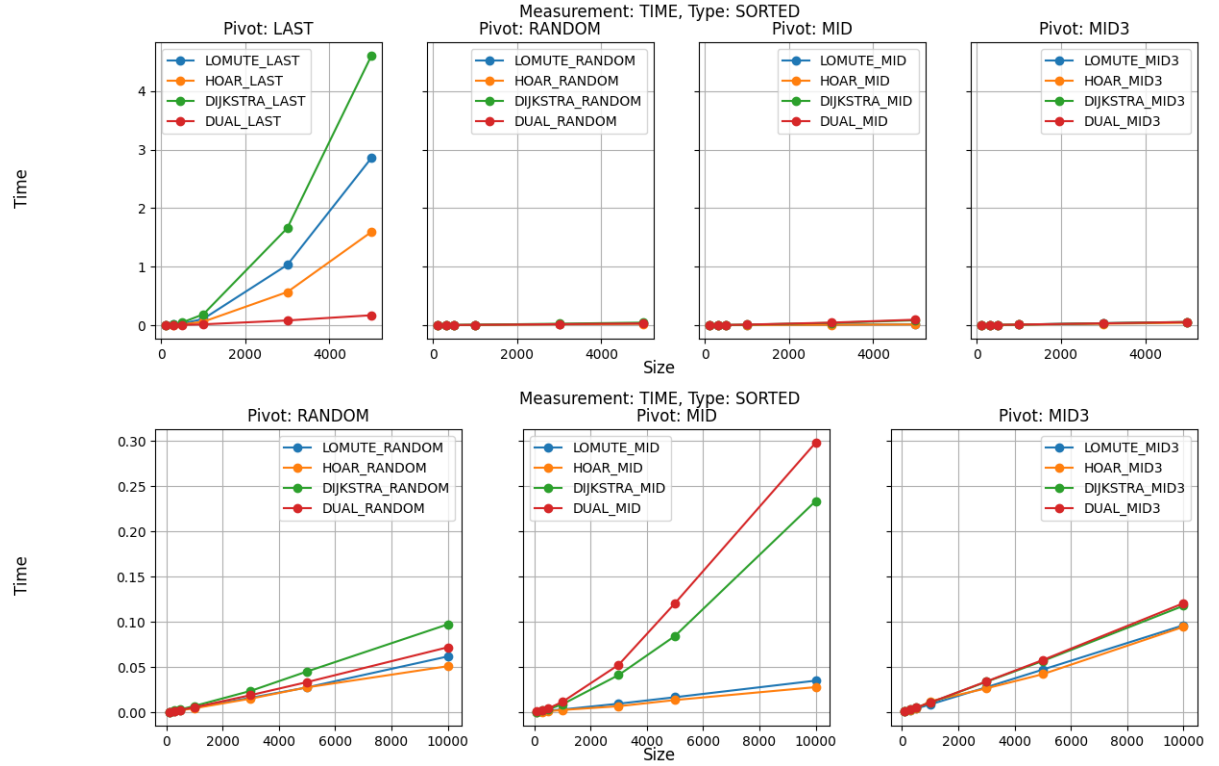 Measurement: TIME, Type: SORTED
Pivot: LAST
Pivot: RANDOM
Pivot: MID
Pivot: MID3
Time
4
3
2
1
0
LOMUTE_LAST
HOAR_LAST
DIJKSTRA_LAST
DUAL_LAST
0 2000 4000
LOMUTE_RANDOM
HOAR_RANDOM
DIJKSTRA_RANDOM
DUAL_RANDOM
0 2000 4000
LOMUTE_MID
HOAR_MID
DIJKSTRA_MID
DUAL_MID
0 2000 4000
LOMUTE_MID3
HOAR_MID3
DIJKSTRA_MID3
DUAL_MID3
0 2000 4000
Size
Measurement: TIME, Type: SORTED
Pivot: RANDOM
Pivot: MID
Pivot: MID3
Time
0.30
0.25
0.20
0.15
0.10
0.05
0.00
LOMUTE_RANDOM
HOAR_RANDOM
DIJKSTRA_RANDOM
DUAL_RANDOM
0 2000 4000 6000 8000 10000
LOMUTE_MID
HOAR_MID
DIJKSTRA_MID
DUAL_MID
0 2000 4000 6000 8000 10000
LOMUTE_MID3
HOAR_MID3
DIJKSTRA_MID3
DUAL_MID3
0 2000 4000 6000 8000 10000
Size